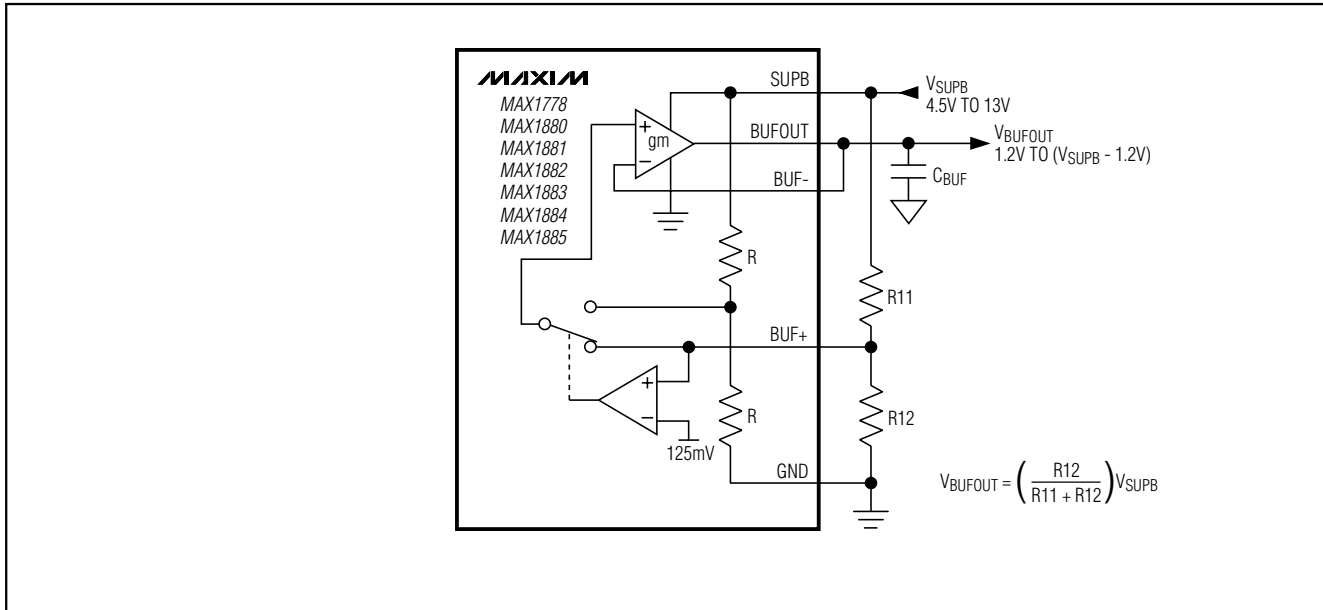 MAXIM
MAX1778
MAX1880
MAX1881
MAX1882
MAX1883
MAX1884
MAX1885
SUPB
VSUPB
4.5V TO 13V
+
gm
−
BUFOUT
VBUFOUT
1.2V TO (VSUPB - 1.2V)
BUF-
CBUF
R
R11
BUF+
+
−
125mV
R
R12
GND
VBUFOUT = (R12 / R11 + R12) VSUPB